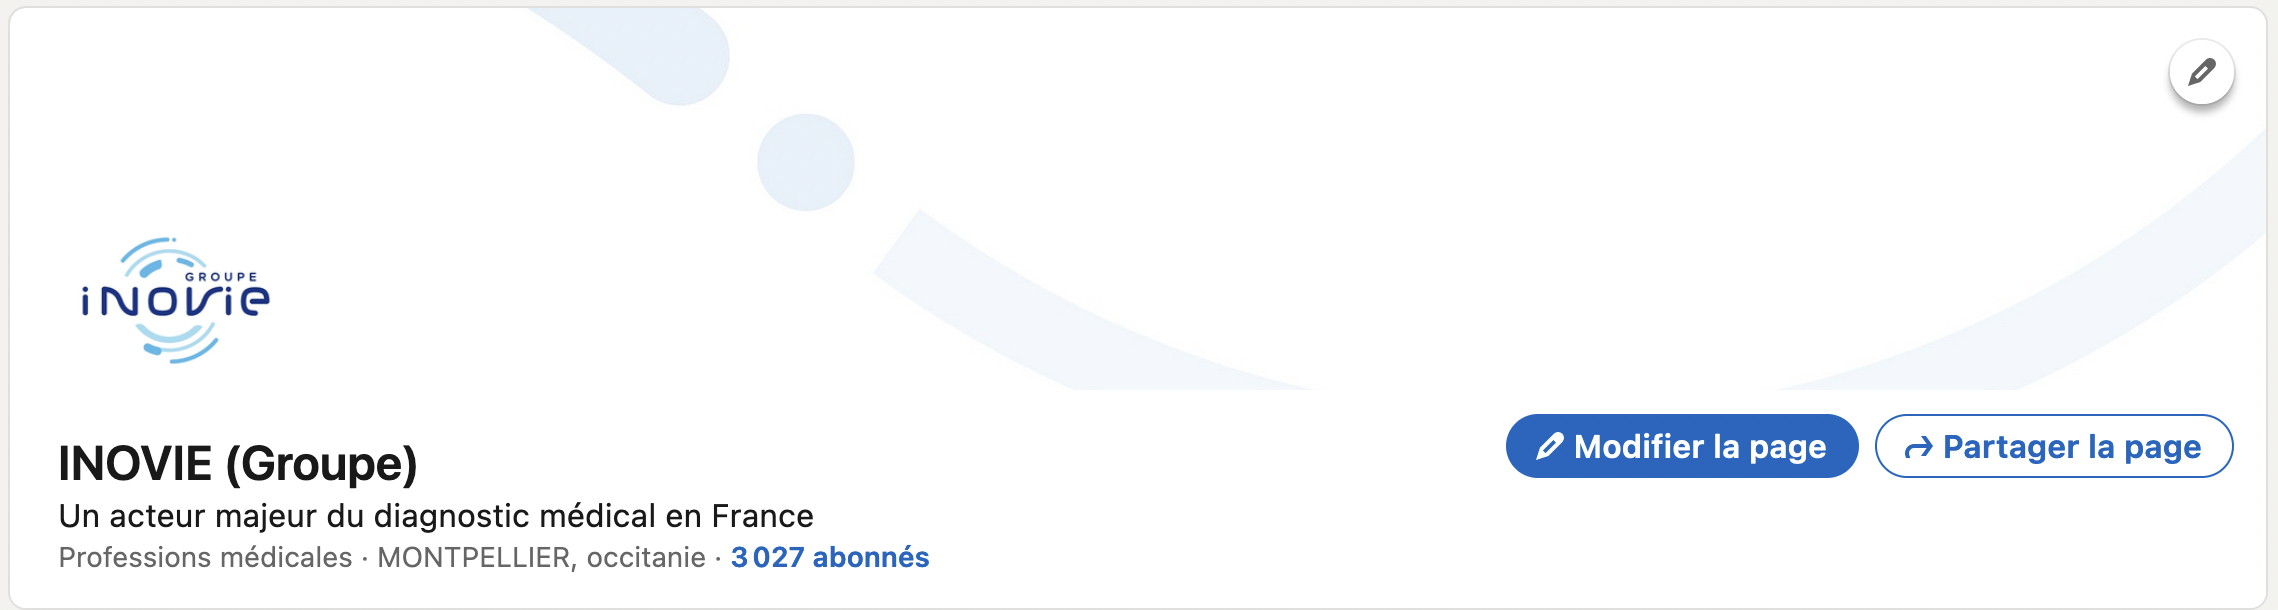 GROUPE
iNOVie
INOVIE (Groupe)
Modifier la page
Partager la page
Un acteur majeur du diagnostic médical en France
Professions médicales · MONTPELLIER, occitanie · 3 027 abonnés